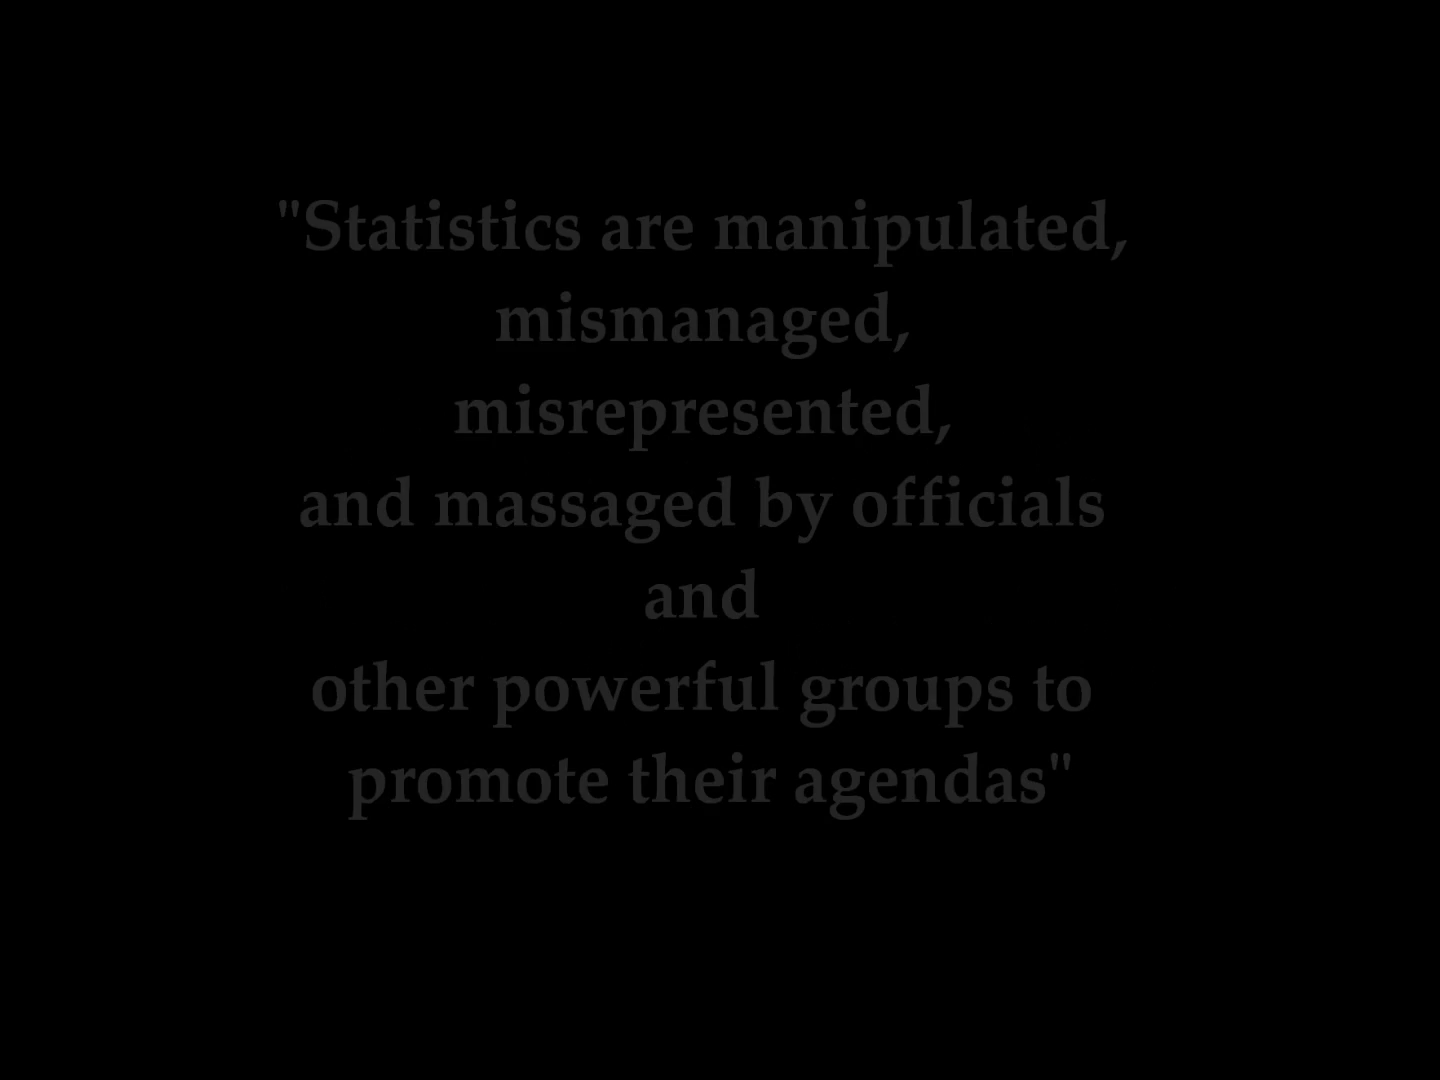 "Statistics are manipulated,
mismanaged,
misrepresented,
and massaged by officials
and
other powerful groups to
promote their agendas"